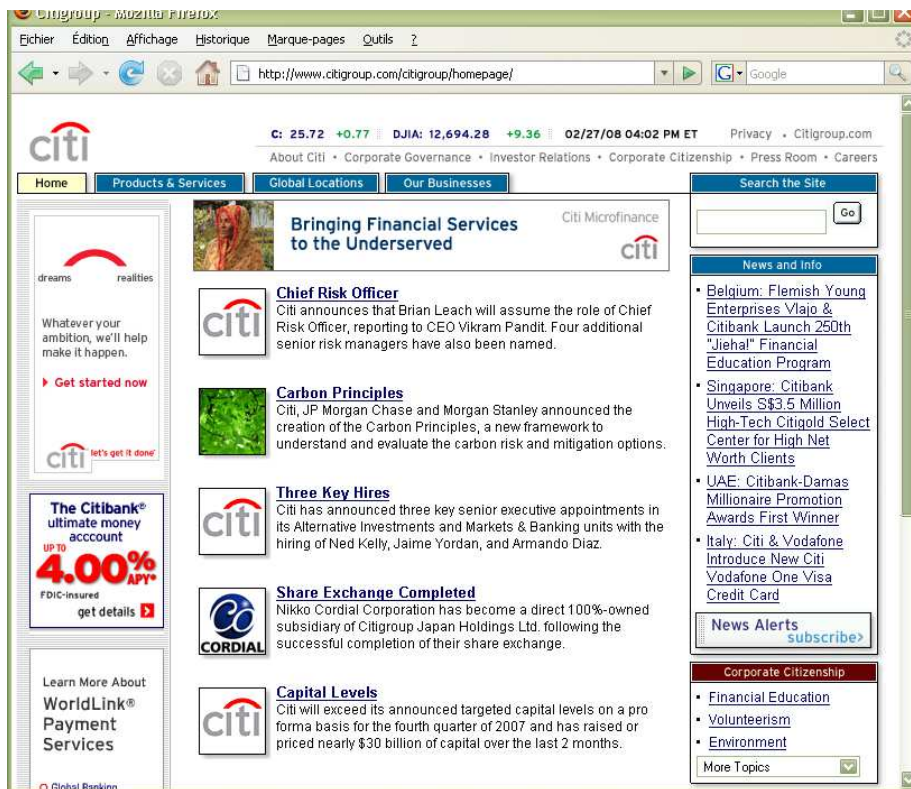 Citigroup - Mozilla Firefox
Fichier Édition Affichage Historique Marque-pages Outils ?
http://www.citigroup.com/citigroup/homepage/
G Google
citi
C: 25.72 +0.77 DJIA: 12,694.28 +9.36 02/27/08 04:02 PM ET Privacy • Citigroup.com
About Citi • Corporate Governance • Investor Relations • Corporate Citizenship • Press Room • Careers
Home Products & Services Global Locations Our Businesses
dreams realities
Whatever your
ambition, we'll help
make it happen.
Get started now
citi let's get it done
The Citibank®
ultimate money
acccount
UP TO
4.00%
APY*
FDIC-insured
get details
Learn More About
WorldLink®
Payment
Services
Global Banking
Bringing Financial Services
to the Underserved
Citi Microfinance
citi
citi
Chief Risk Officer
Citi announces that Brian Leach will assume the role of Chief
Risk Officer, reporting to CEO Vikram Pandit. Four additional
senior risk managers have also been named.
Carbon Principles
Citi, JP Morgan Chase and Morgan Stanley announced the
creation of the Carbon Principles, a new framework to
understand and evaluate the carbon risk and mitigation options.
citi
Three Key Hires
Citi has announced three key senior executive appointments in
its Alternative Investments and Markets & Banking units with the
hiring of Ned Kelly, Jaime Yordan, and Armando Diaz.
CORDIAL
Share Exchange Completed
Nikko Cordial Corporation has become a direct 100%-owned
subsidiary of Citigroup Japan Holdings Ltd. following the
successful completion of their share exchange.
citi
Capital Levels
Citi will exceed its announced targeted capital levels on a pro
forma basis for the fourth quarter of 2007 and has raised or
priced nearly $30 billion of capital over the last 2 months.
Search the Site
Go
News and Info
Belgium: Flemish Young
Enterprises Vlajo &
Citibank Launch 250th
"Jieha!" Financial
Education Program
Singapore: Citibank
Unveils S$3.5 Million
High-Tech Citigold Select
Center for High Net
Worth Clients
UAE: Citibank-Damas
Millionaire Promotion
Awards First Winner
Italy: Citi & Vodafone
Introduce New Citi
Vodafone One Visa
Credit Card
News Alerts
subscribe>
Corporate Citizenship
Financial Education
Volunteerism
Environment
More Topics